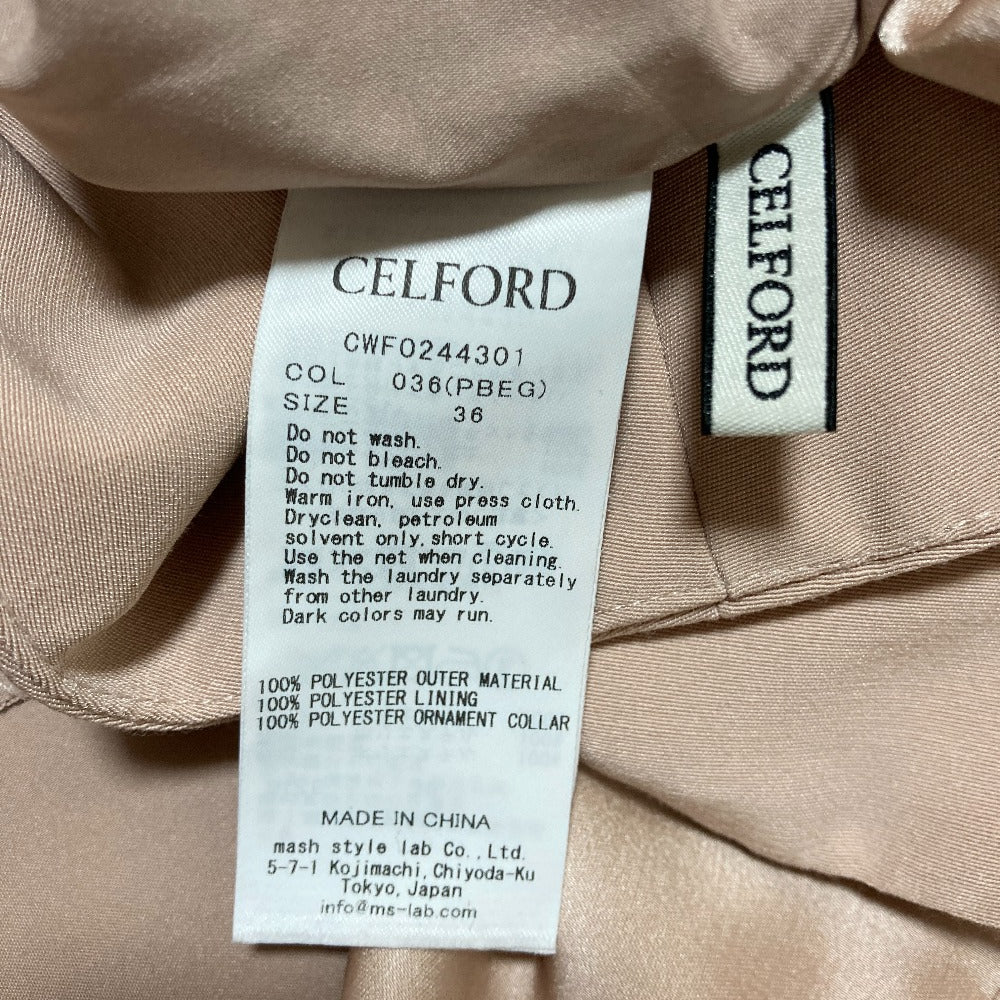 CELFORD
CWF0244301
COL 036(PBEG)
SIZE 36
Do not wash.
Do not bleach.
Do not tumble dry.
Warm iron, use press cloth.
Dryclean, petroleum
solvent only,short cycle.
Use the net when cleaning.
Wash the laundry separately
from other laundry.
Dark colors may run.
100% POLYESTER OUTER MATERIAL
100% POLYESTER LINING
100% POLYESTER ORNAMENT COLLAR
MADE IN CHINA
mash style lab Co.,Ltd.
5-7-1 Kojimachi,Chiyoda-Ku
Tokyo,Japan
info@ms-lab.com
CELFORD